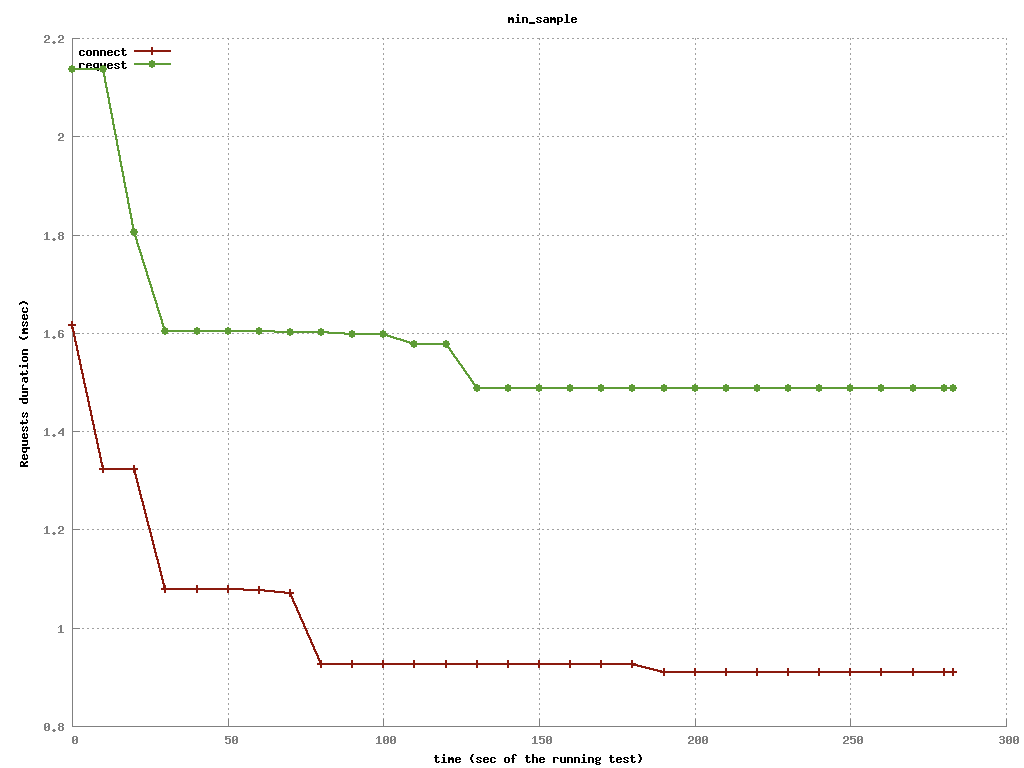 min_sample
2.2
connect
request
2
1.8
1.6
1.4
1.2
1
0.8
Requests duration (msec)
0 50 100 150 200 250 300
time (sec of the running test)